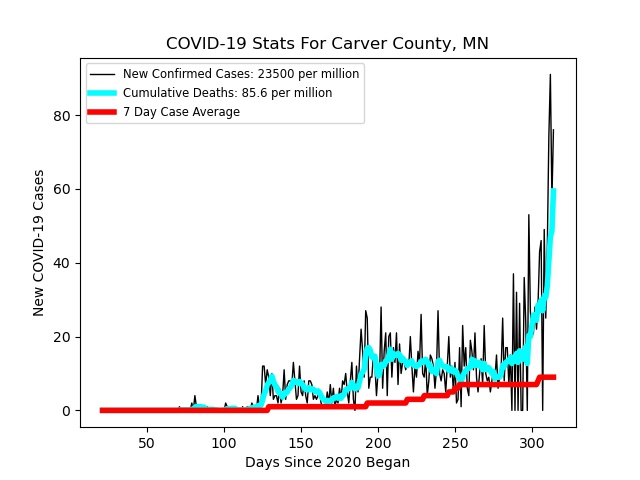 COVID-19 Stats For Carver County, MN
New Confirmed Cases: 23500 per million
Cumulative Deaths: 85.6 per million
7 Day Case Average
80
60
40
20
0
New COVID-19 Cases
50 100 150 200 250 300
Days Since 2020 Began